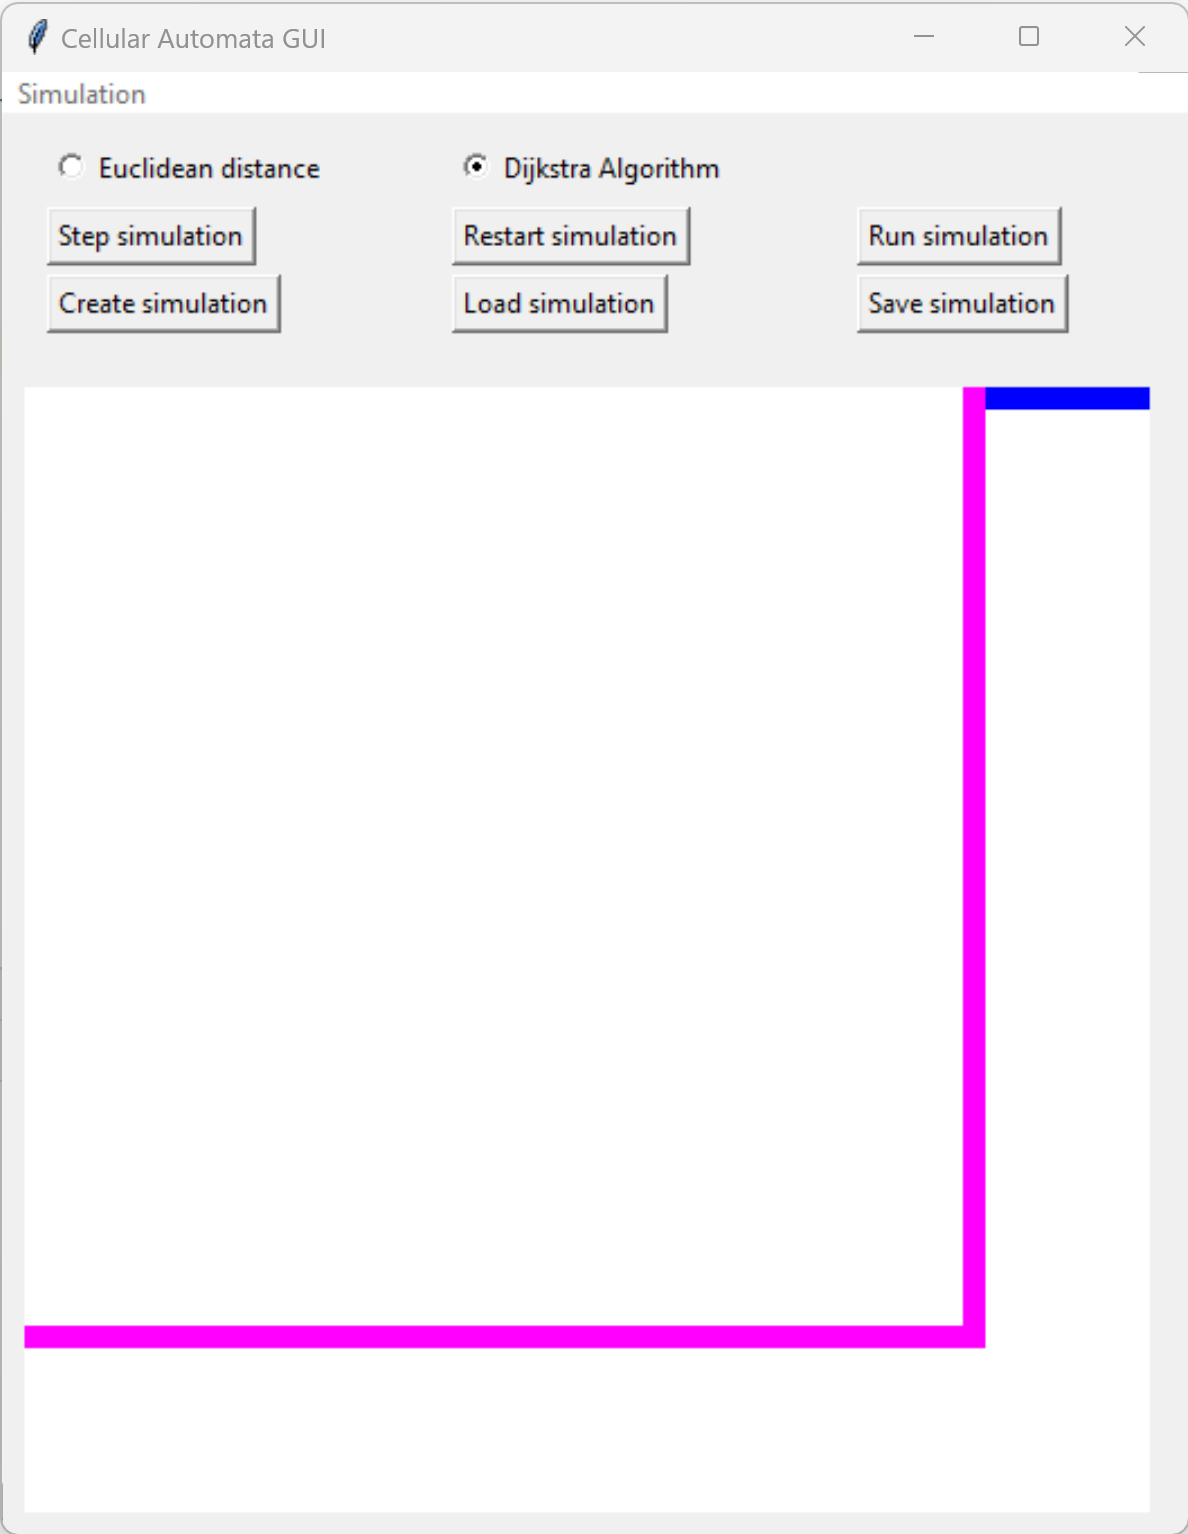 Cellular Automata GUI
Simulation
Euclidean distance
Dijkstra Algorithm
Step simulation
Restart simulation
Run simulation
Create simulation
Load simulation
Save simulation